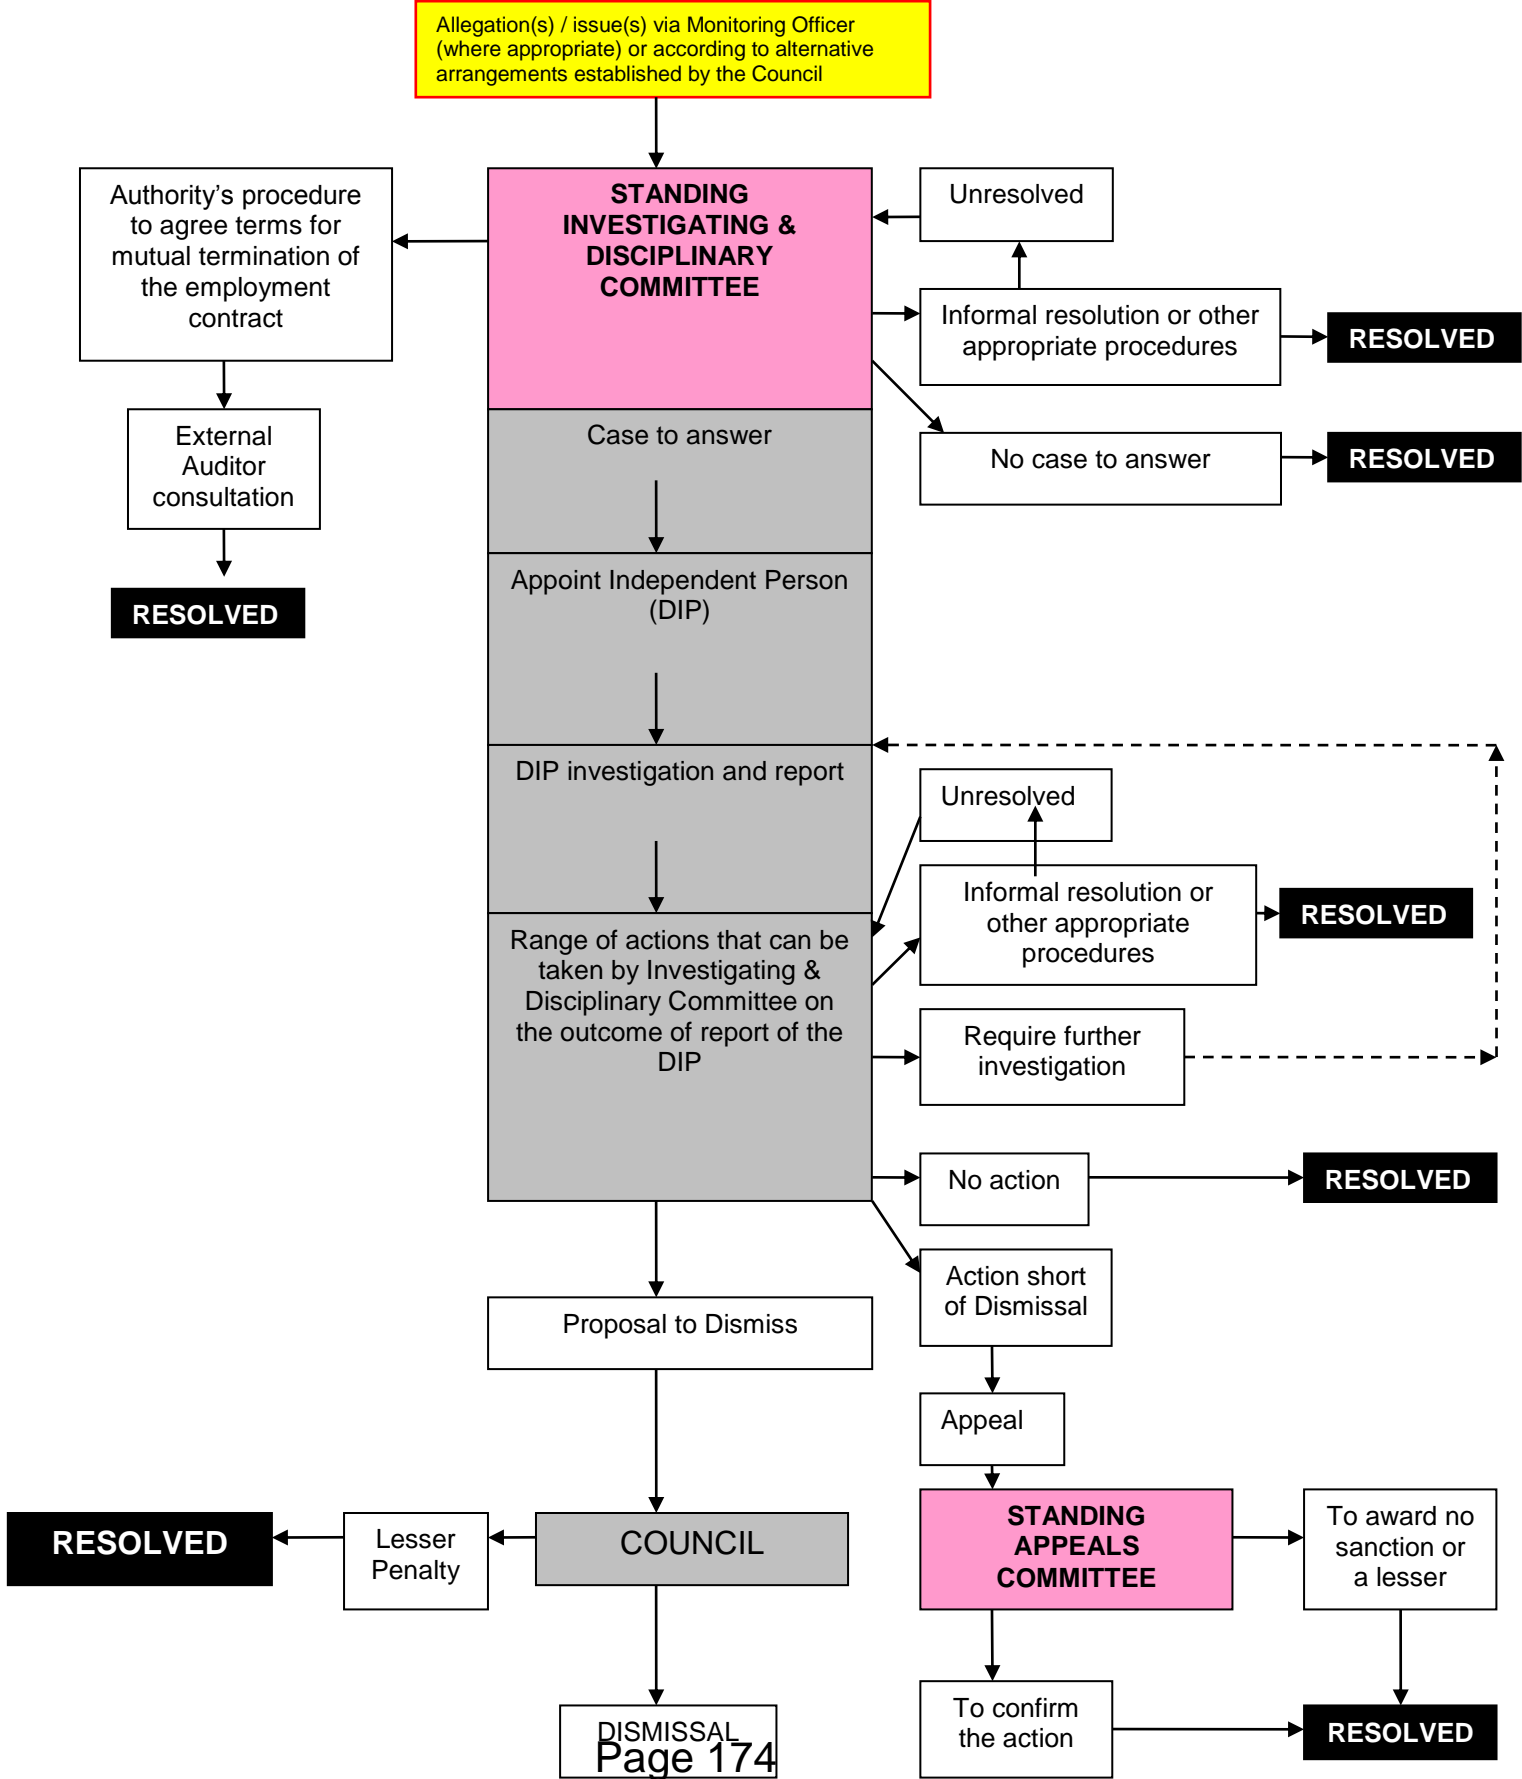 Allegation(s) / issue(s) via Monitoring Officer
(where appropriate) or according to alternative
arrangements established by the Council
Authority's procedure
to agree terms for
mutual termination of
the employment
contract
STANDING
INVESTIGATING &
DISCIPLINARY
COMMITTEE
Unresolved
Informal resolution or other
appropriate procedures
RESOLVED
External
Auditor
consultation
Case to answer
No case to answer
RESOLVED
RESOLVED
Appoint Independent Person
(DIP)
DIP investigation and report
Unresolved
Informal resolution or
other appropriate
procedures
RESOLVED
Range of actions that can be
taken by Investigating &
Disciplinary Committee on
the outcome of report of the
DIP
Require further
investigation
No action
RESOLVED
Action short
of Dismissal
Proposal to Dismiss
Appeal
RESOLVED
Lesser
Penalty
COUNCIL
STANDING
APPEALS
COMMITTEE
To award no
sanction or
a lesser
DISMISSAL
To confirm
the action
RESOLVED
Page 174